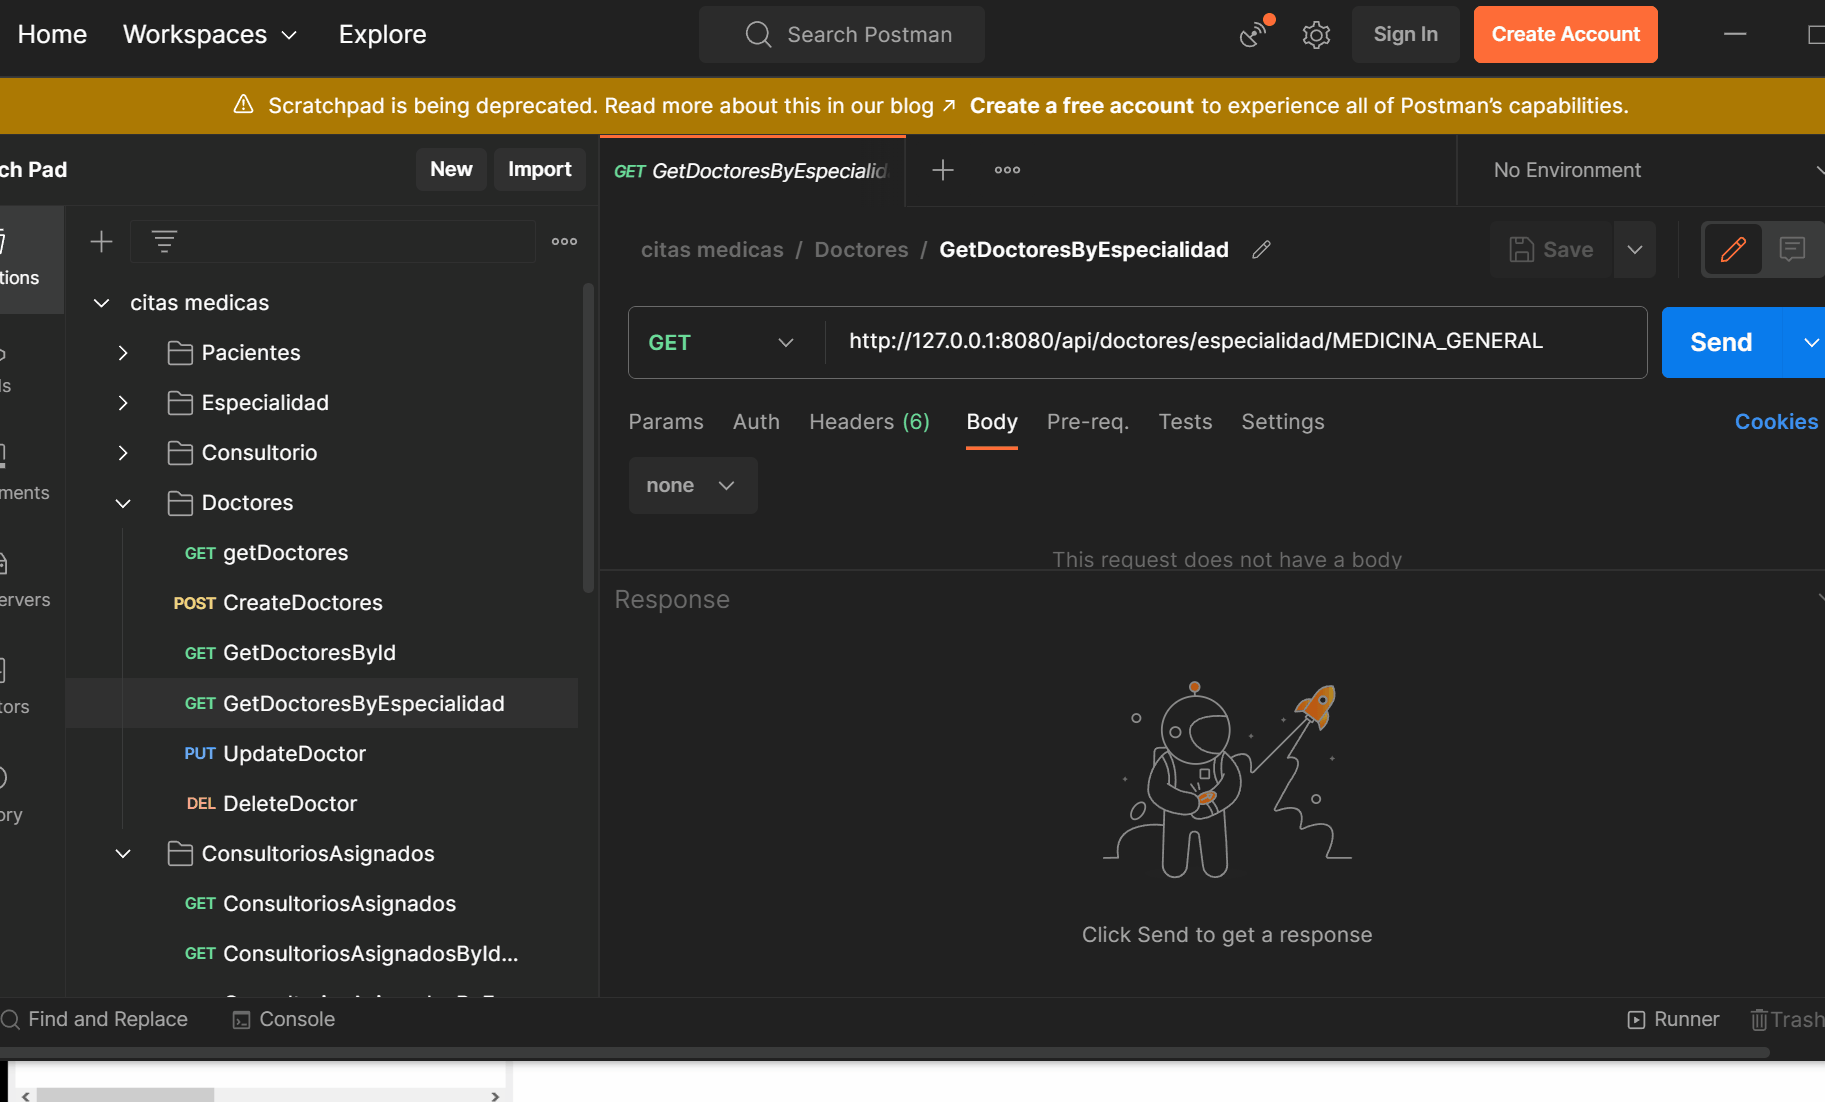 Home Workspaces Explore Search Postman Sign In Create Account
Scratchpad is being deprecated. Read more about this in our blog ↗ Create a free account to experience all of Postman's capabilities.
ch Pad New Import
GET GetDoctoresByEspecialid
No Environment
citas medicas / Doctores / GetDoctoresByEspecialidad
Save
tions
citas medicas
Pacientes
Especialidad
Consultorio
Doctores
GET getDoctores
POST CreateDoctores
GET GetDoctoresById
GET GetDoctoresByEspecialidad
PUT UpdateDoctor
DEL DeleteDoctor
ConsultoriosAsignados
GET ConsultoriosAsignados
GET ConsultoriosAsignadosById...
ls
ments
ervers
tors
ory
GET http://127.0.0.1:8080/api/doctores/especialidad/MEDICINA_GENERAL Send
Params Auth Headers (6) Body Pre-req. Tests Settings Cookies
none
This request does not have a body
Response
Click Send to get a response
Find and Replace Console Runner Trash